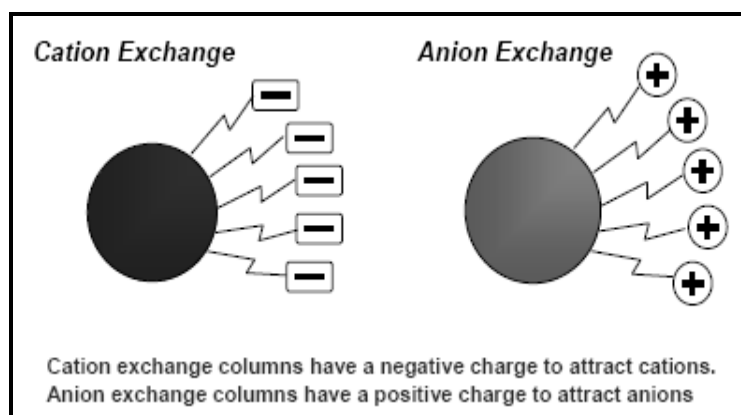 Cation Exchange
Anion Exchange
Cation exchange columns have a negative charge to attract cations.
Anion exchange columns have a positive charge to attract anions